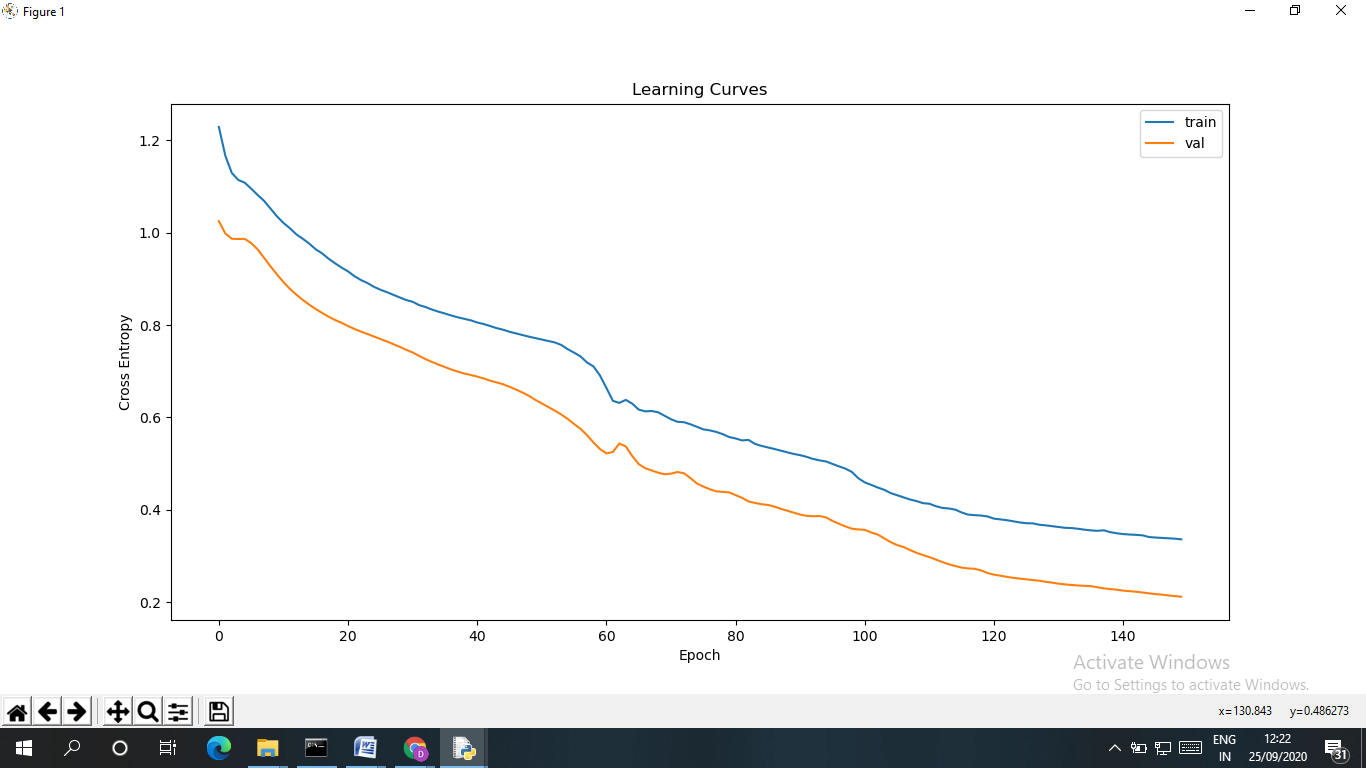 Figure 1
Learning Curves
train
val
Cross Entropy
1.2
1.0
0.8
0.6
0.4
0.2
0 20 40 60 80 100 120 140
Epoch
Activate Windows
Go to Settings to activate Windows.
x=130.843 y=0.486273
ENG
IN
12:22
25/09/2020
31